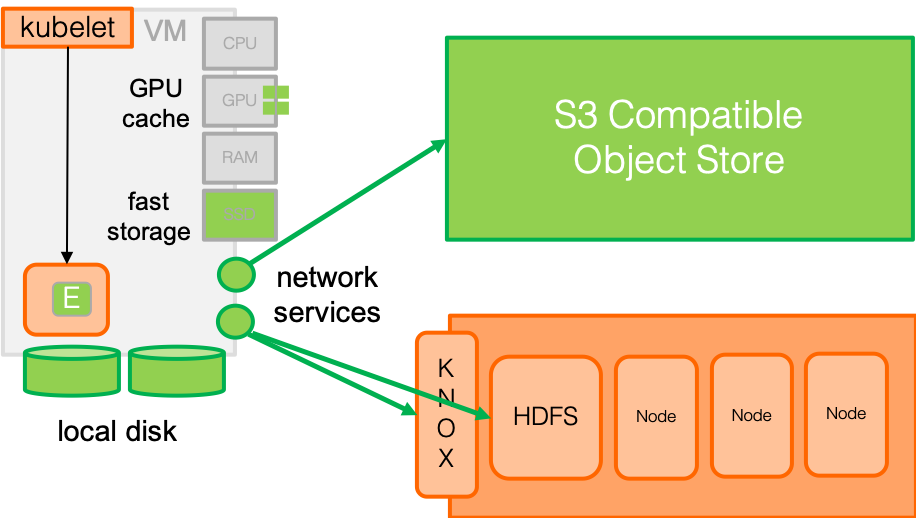 kubelet
VM
CPU
GPU
cache
GPU
RAM
fast
storage
SSD
E
network
services
local disk
S3 Compatible
Object Store
K
N
O
X
HDFS
Node
Node
Node